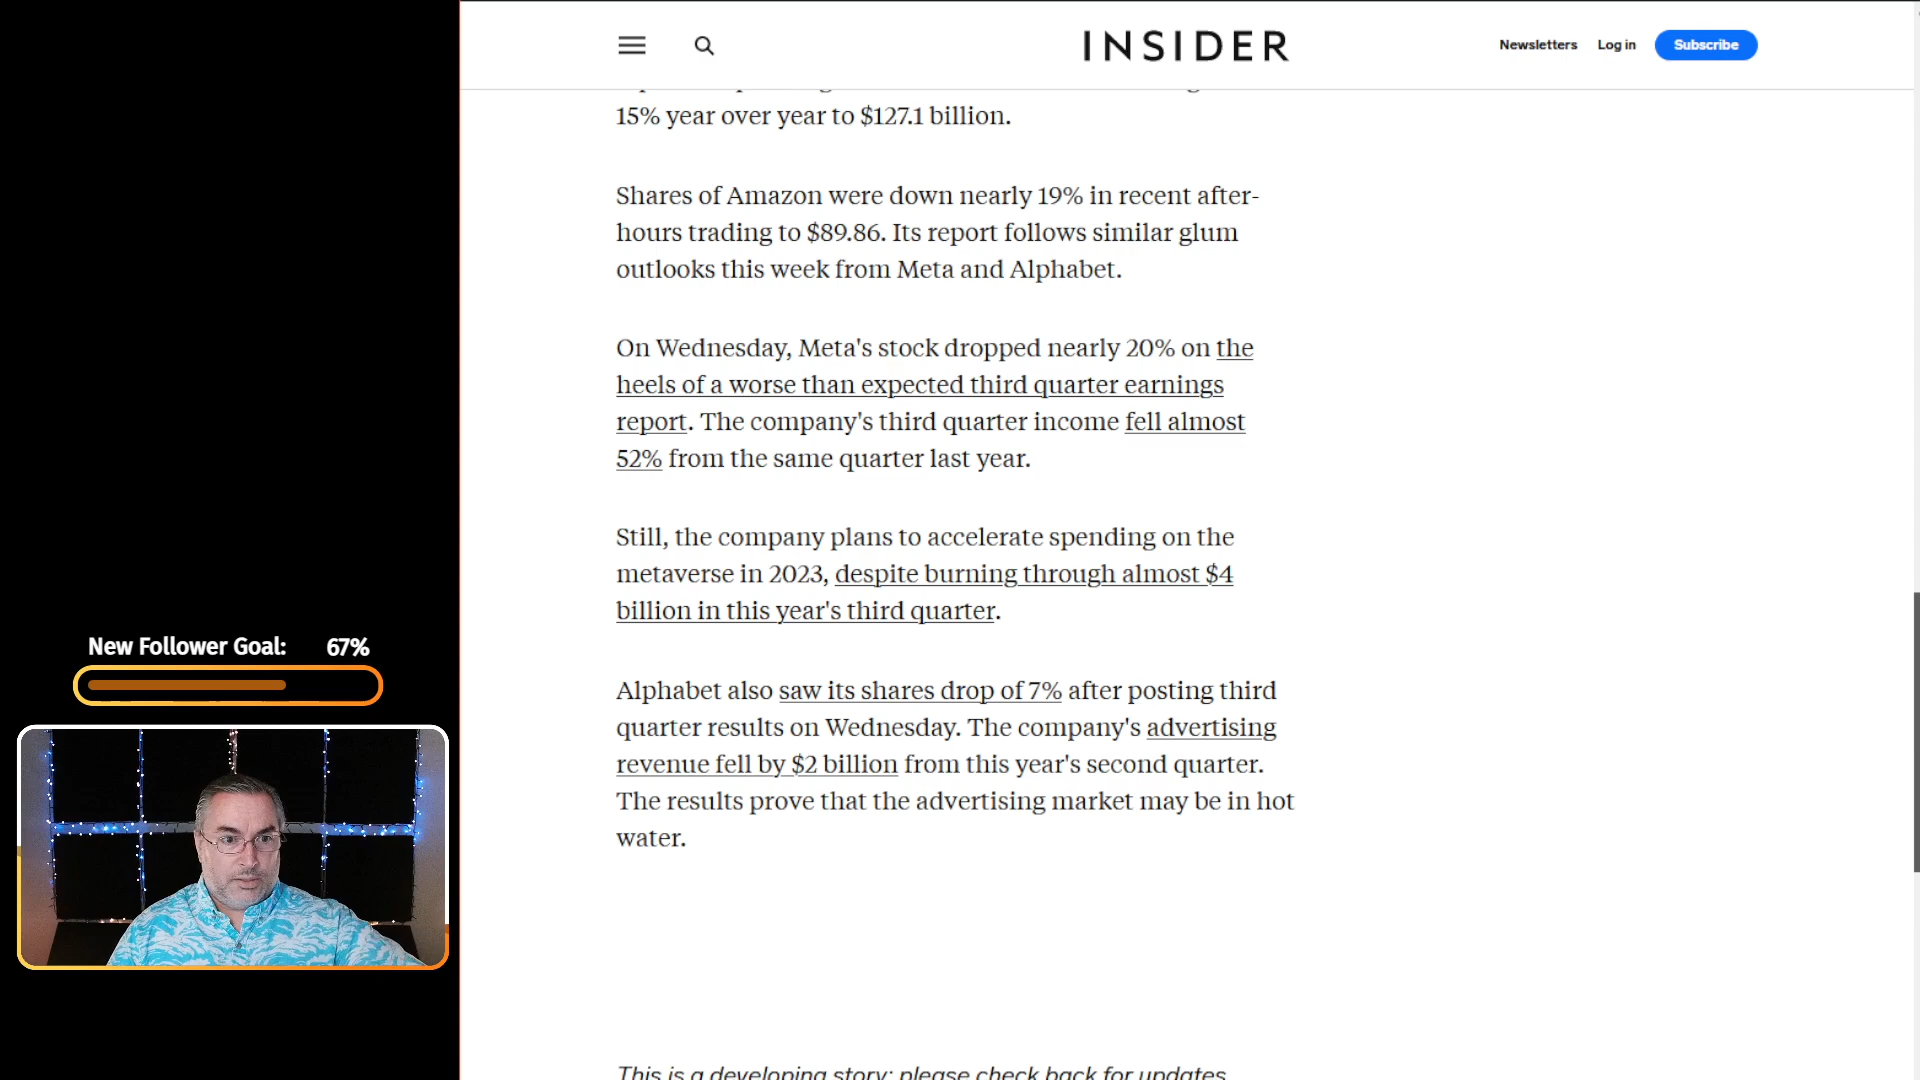 INSIDER
Newsletters Log in Subscribe
15% year over year to $127.1 billion.
Shares of Amazon were down nearly 19% in recent after-
hours trading to $89.86. Its report follows similar glum
outlooks this week from Meta and Alphabet.
On Wednesday, Meta's stock dropped nearly 20% on the
heels of a worse than expected third quarter earnings
report. The company's third quarter income fell almost
52% from the same quarter last year.
Still, the company plans to accelerate spending on the
metaverse in 2023, despite burning through almost $4
billion in this year's third quarter.
New Follower Goal: 67%
Alphabet also saw its shares drop of 7% after posting third
quarter results on Wednesday. The company's advertising
revenue fell by $2 billion from this year's second quarter.
The results prove that the advertising market may be in hot
water.
This is a developing story; please check back for updates.